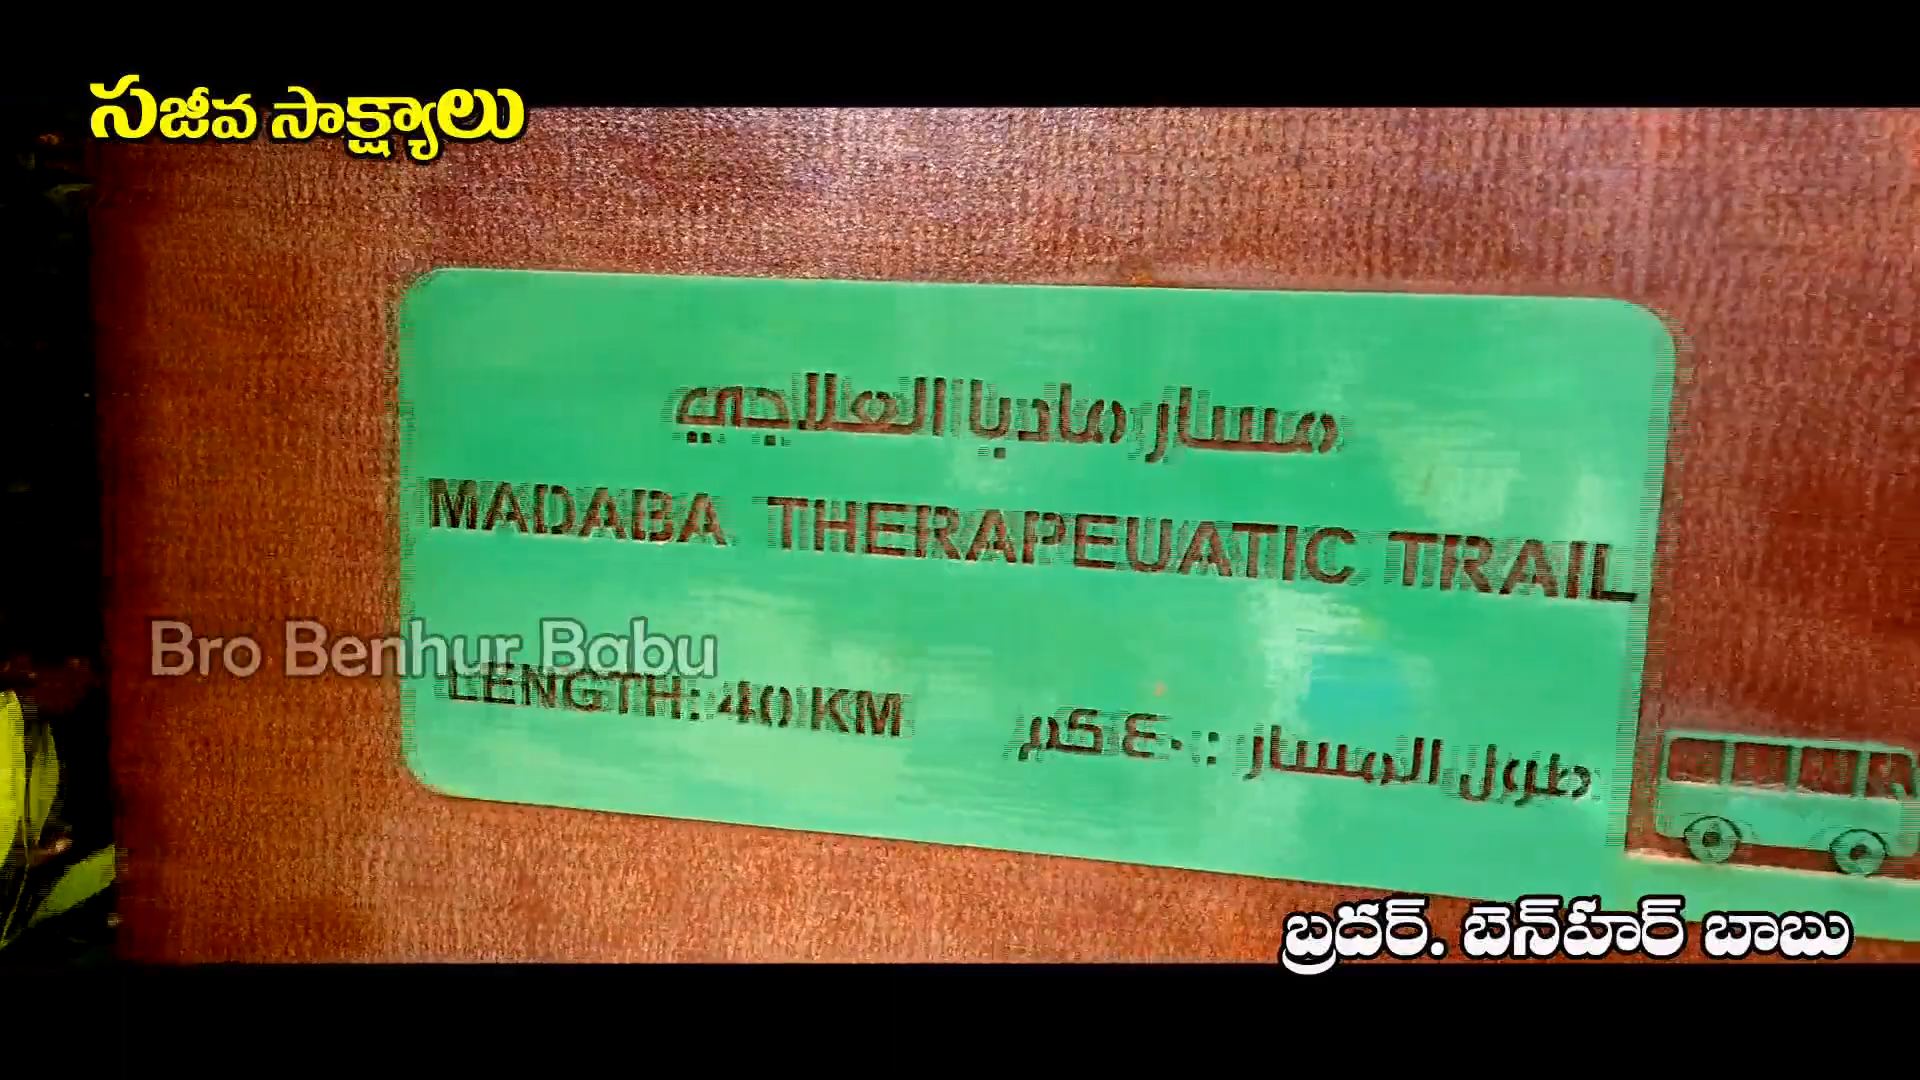 సజీవ సాక్ష్యాలు
مسار مادبا العلاجي
MADABA THERAPEUATIC TRAIL
Bro Benhur Babu
LENGTH: 40 KM
طول المسار : ٤٠ كم
బ్రదర్. బెన్‌హర్ బాబు